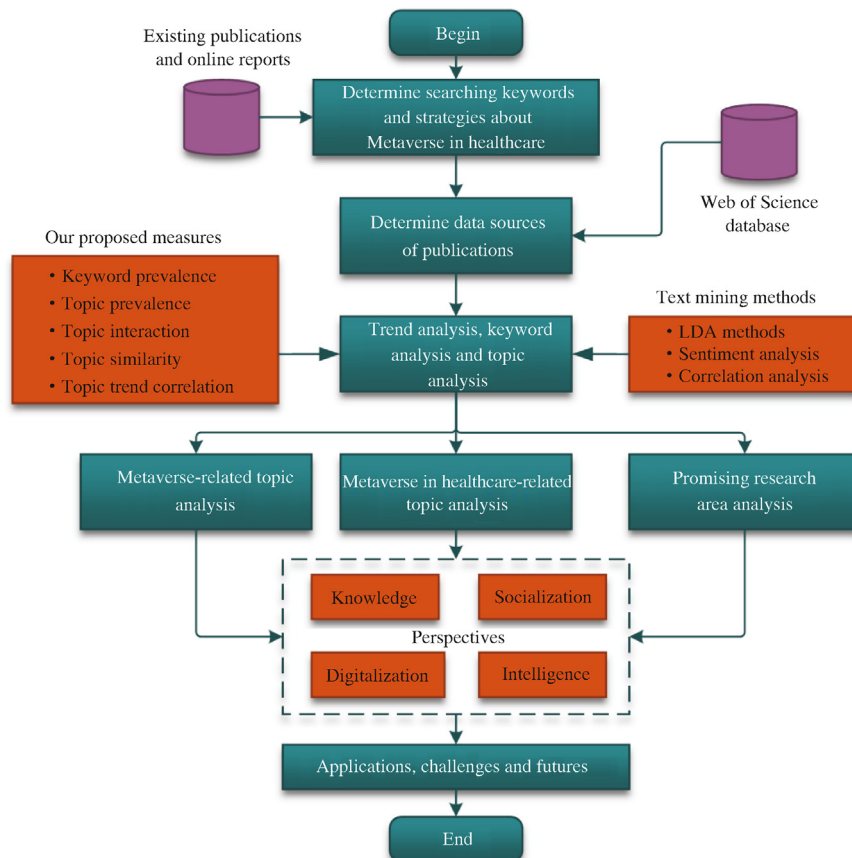 Begin
Existing publications
and online reports
Determine searching keywords
and strategies about
Metaverse in healthcare
Web of Science
database
Determine data sources
of publications
Our proposed measures
• Keyword prevalence
• Topic prevalence
• Topic interaction
• Topic similarity
• Topic trend correlation
Trend analysis, keyword
analysis and topic
analysis
Text mining methods
• LDA methods
• Sentiment analysis
• Correlation analysis
Metaverse-related topic
analysis
Metaverse in healthcare-related
topic analysis
Promising research
area analysis
Knowledge
Socialization
Perspectives
Digitalization
Intelligence
Applications, challenges and futures
End